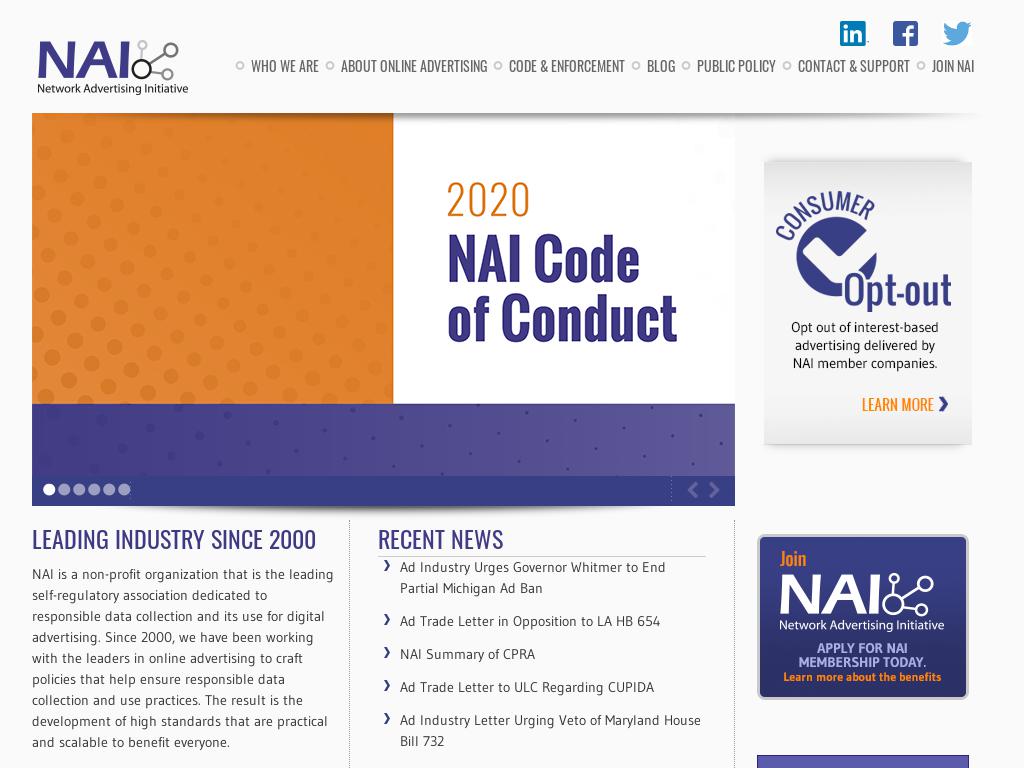 NAI
Network Advertising Initiative
WHO WE ARE
ABOUT ONLINE ADVERTISING
CODE & ENFORCEMENT
BLOG
PUBLIC POLICY
CONTACT & SUPPORT
JOIN NAI
2020
NAI Code
of Conduct
CONSUMER
Opt-out
Opt out of interest-based
advertising delivered by
NAI member companies.
LEARN MORE
LEADING INDUSTRY SINCE 2000
NAI is a non-profit organization that is the leading
self-regulatory association dedicated to
responsible data collection and its use for digital
advertising. Since 2000, we have been working
with the leaders in online advertising to craft
policies that help ensure responsible data
collection and use practices. The result is the
development of high standards that are practical
and scalable to benefit everyone.
RECENT NEWS
Ad Industry Urges Governor Whitmer to End
Partial Michigan Ad Ban
Ad Trade Letter in Opposition to LA HB 654
NAI Summary of CPRA
Ad Trade Letter to ULC Regarding CUPIDA
Ad Industry Letter Urging Veto of Maryland House
Bill 732
Join
NAI
Network Advertising Initiative
APPLY FOR NAI
MEMBERSHIP TODAY.
Learn more about the benefits